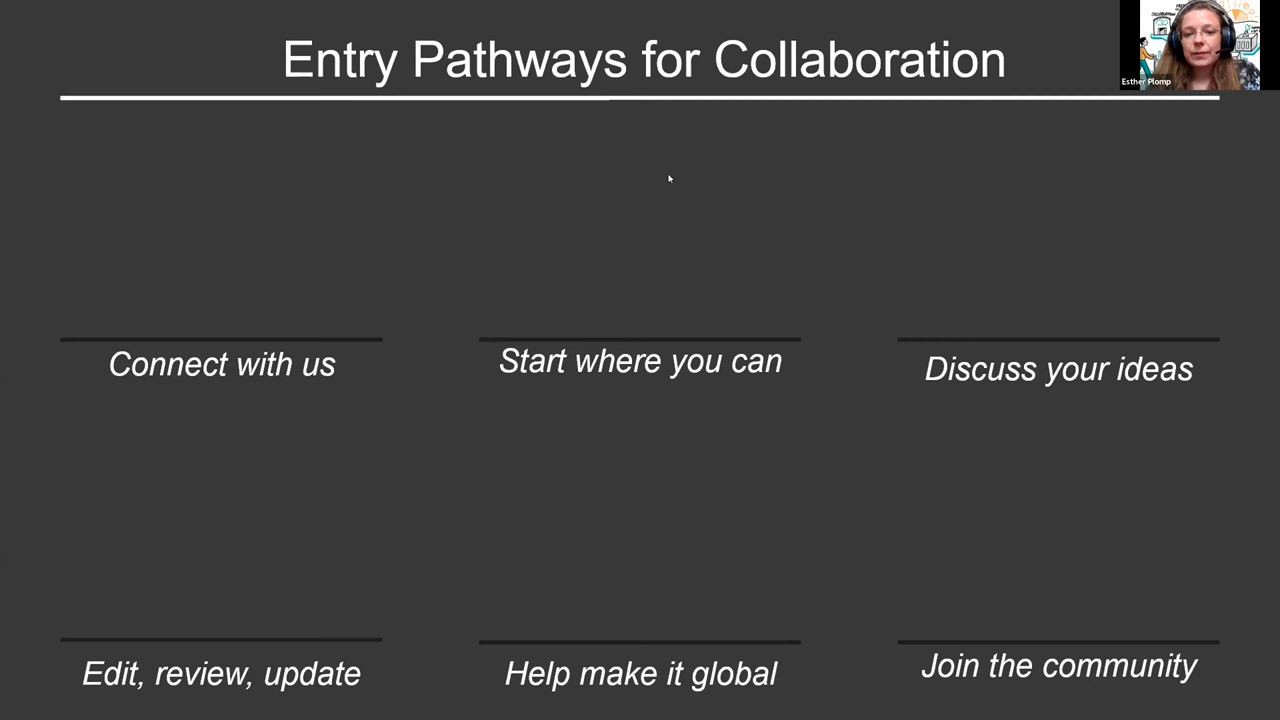 Entry Pathways for Collaboration
Esther Plomp
Connect with us
Start where you can
Discuss your ideas
Edit, review, update
Help make it global
Join the community